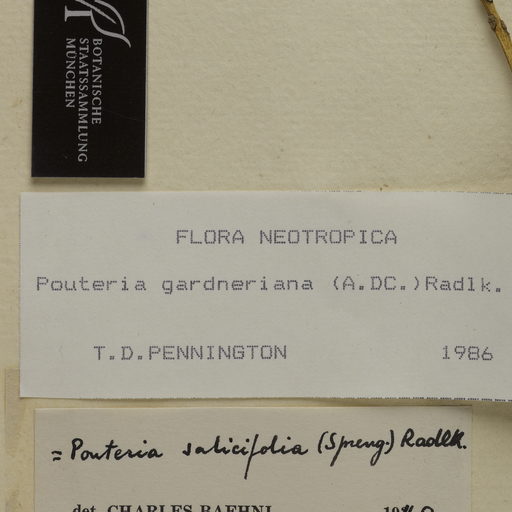 BOTANISCHE
STAATSSAMMLUNG
MÜNCHEN
FLORA NEOTROPICA
Pouteria gardneriana (A.DC.)Radlk.
T.D.PENNINGTON 1986
= Pouteria salicifolia (Spreng.) Radlk.
det. CHARLES BAEHNI